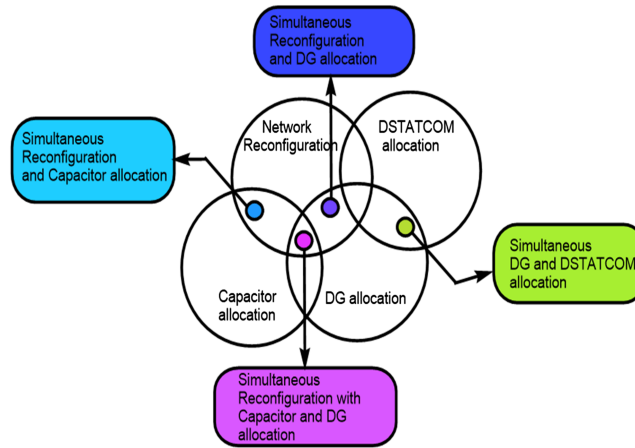 Simultaneous
Reconfiguration
and DG allocation
Network
Reconfiguration
DSTATCOM
allocation
Simultaneous
Reconfiguration
and Capacitor allocation
Simultaneous
DG and DSTATCOM
allocation
Capacitor
allocation
DG allocation
Simultaneous
Reconfiguration with
Capacitor and DG
allocation